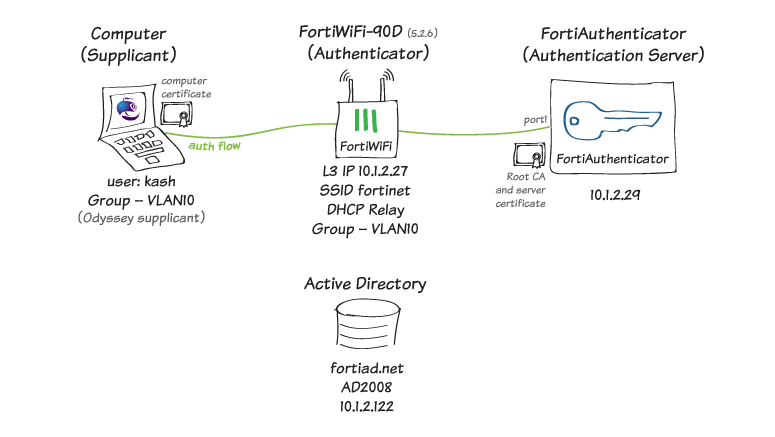 Computer
(Supplicant)
computer
certificate
auth flow
user: kash
Group – VLAN10
(Odyssey supplicant)
FortiWiFi-90D (5.2.6)
(Authenticator)
FortiWiFi
L3 IP 10.1.2.27
SSID fortinet
DHCP Relay
Group – VLAN10
FortiAuthenticator
(Authentication Server)
port1
FortiAuthenticator
Root CA
and server
certificate
10.1.2.29
Active Directory
fortiad.net
AD2008
10.1.2.122